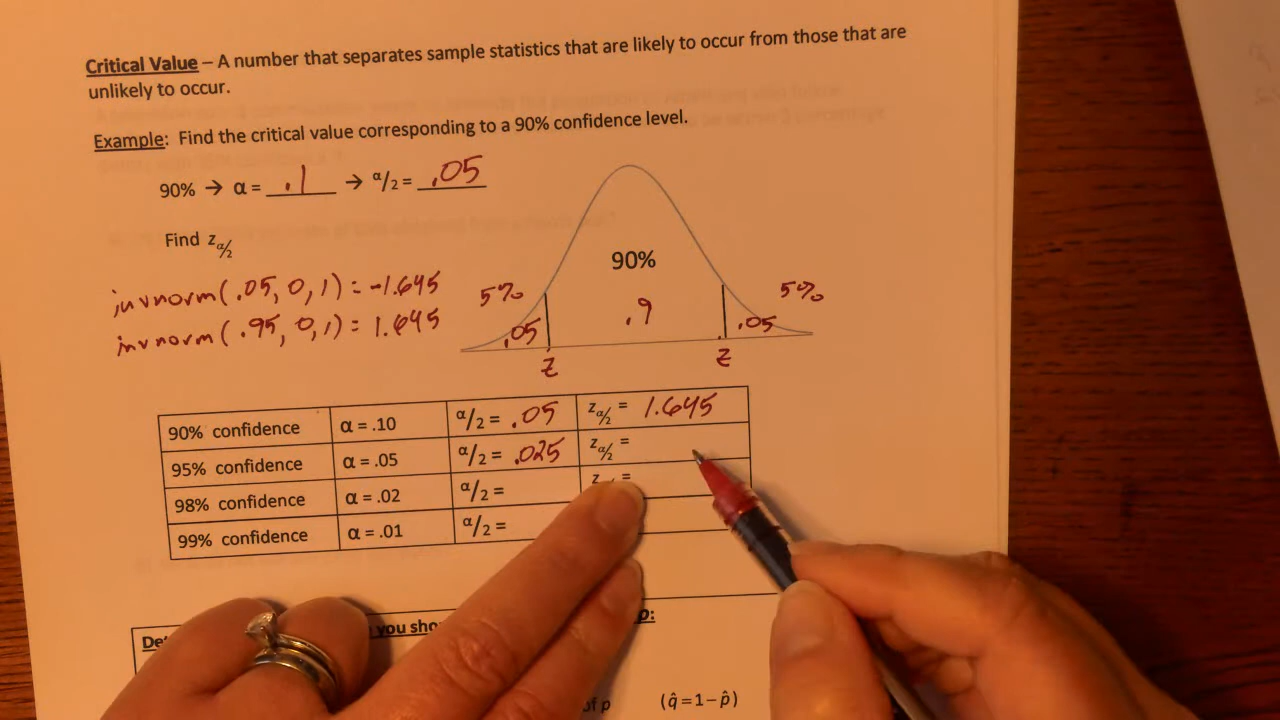 Critical Value – A number that separates sample statistics that are likely to occur from those that are
unlikely to occur.
Example: Find the critical value corresponding to a 90% confidence level.
90% → α = .1 → α/2 = .05
Find zα/2
invnorm(.05, 0, 1) = -1.645
invnorm(.95, 0, 1) = 1.645
90%
5% 5%
.05 .9 .05
z z
90% confidence α = .10 α/2 = .05 zα/2 = 1.645
95% confidence α = .05 α/2 = .025 zα/2 =
98% confidence α = .02 α/2 = z =
99% confidence α = .01 α/2 =
you p:
of p (p̂ = 1 – p̂)